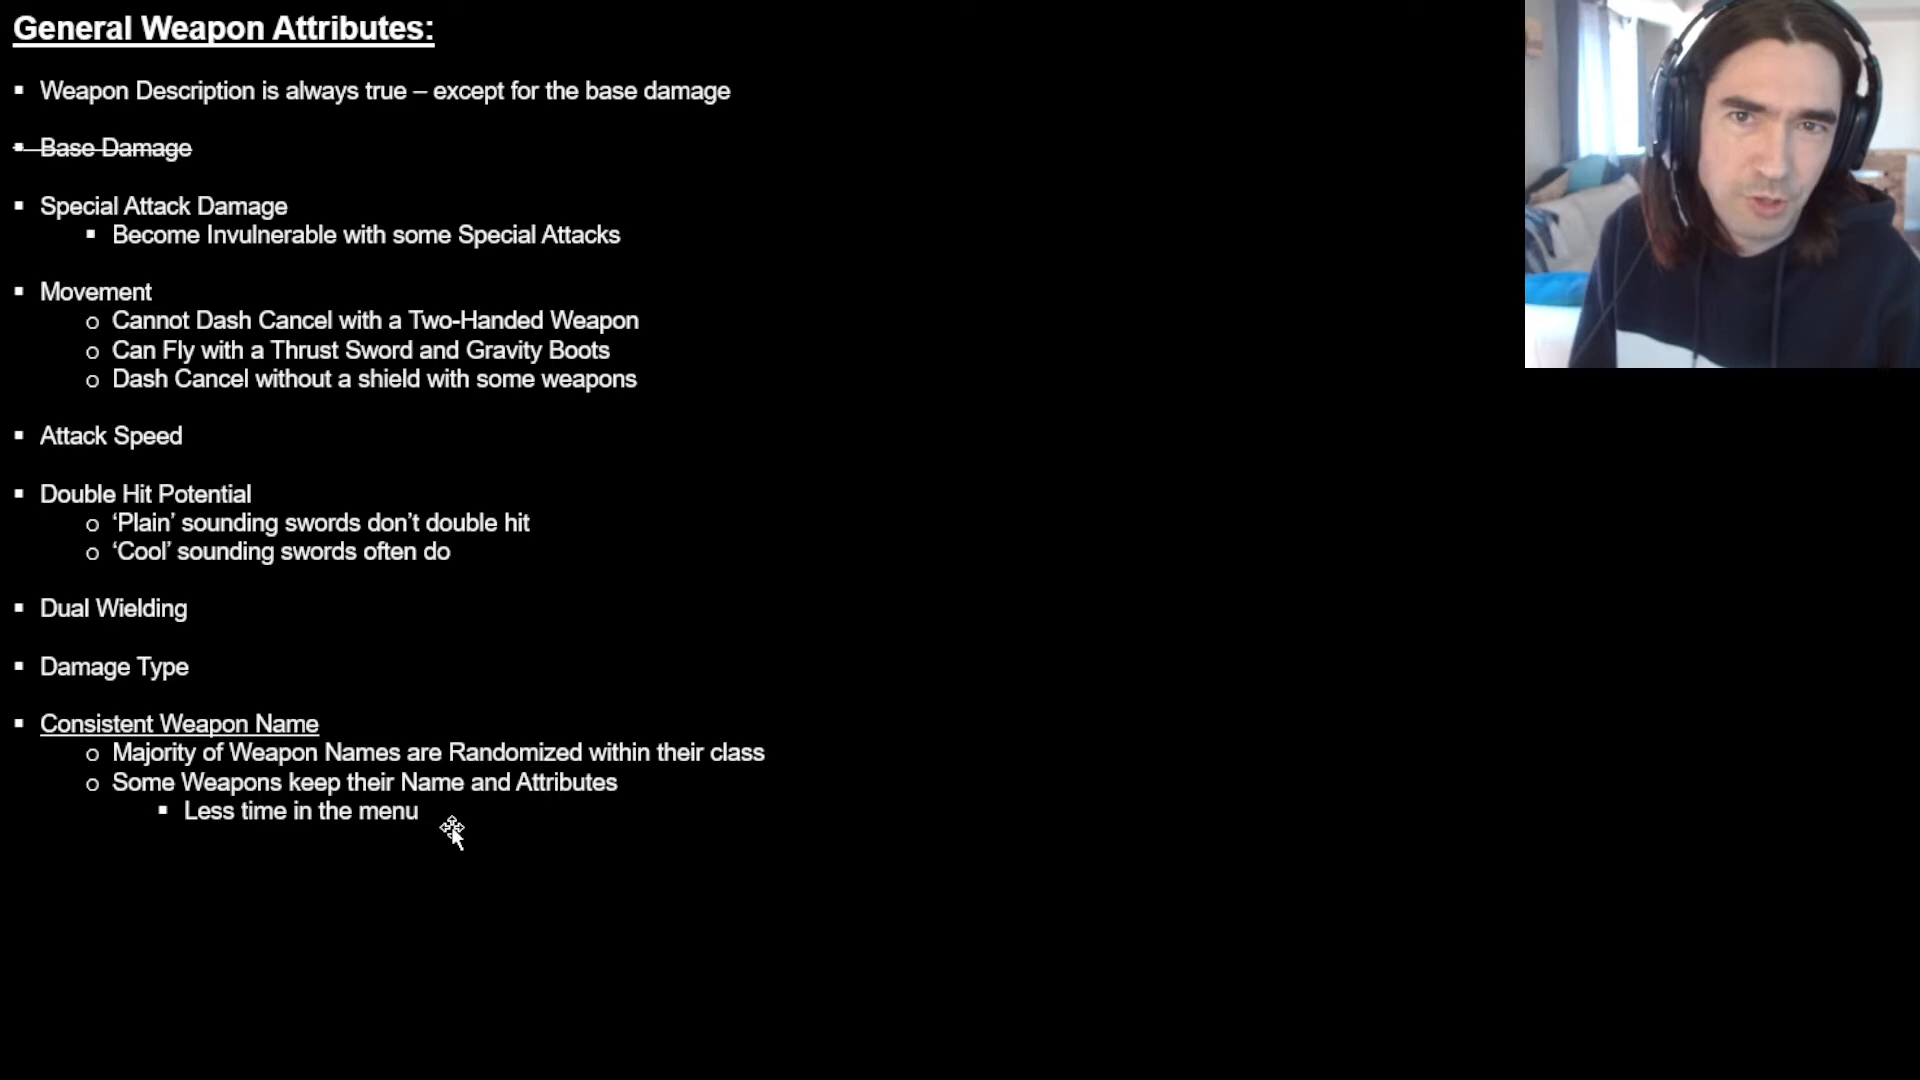 General Weapon Attributes:
▪ Weapon Description is always true – except for the base damage
▪ Base Damage
▪ Special Attack Damage
▪ Become Invulnerable with some Special Attacks
▪ Movement
o Cannot Dash Cancel with a Two-Handed Weapon
o Can Fly with a Thrust Sword and Gravity Boots
o Dash Cancel without a shield with some weapons
▪ Attack Speed
▪ Double Hit Potential
o ‘Plain’ sounding swords don’t double hit
o ‘Cool’ sounding swords often do
▪ Dual Wielding
▪ Damage Type
▪ Consistent Weapon Name
o Majority of Weapon Names are Randomized within their class
o Some Weapons keep their Name and Attributes
▪ Less time in the menu